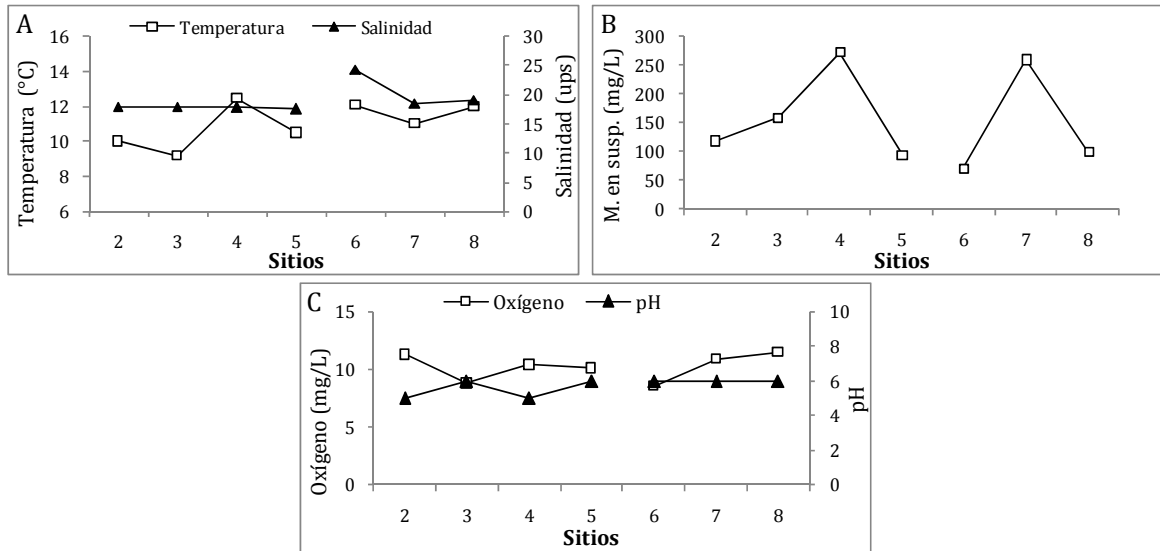 A
Temperatura
Salinidad
16
14
12
10
8
6
Temperatura (°C)
30
25
20
15
10
5
0
Salinidad (ups)
2 3 4 5 6 7 8
Sitios
B
300
250
200
150
100
50
0
M. en susp. (mg/L)
2 3 4 5 6 7 8
Sitios
C
Oxígeno
pH
15
10
5
0
Oxígeno (mg/L)
10
8
6
4
2
0
pH
2 3 4 5 6 7 8
Sitios